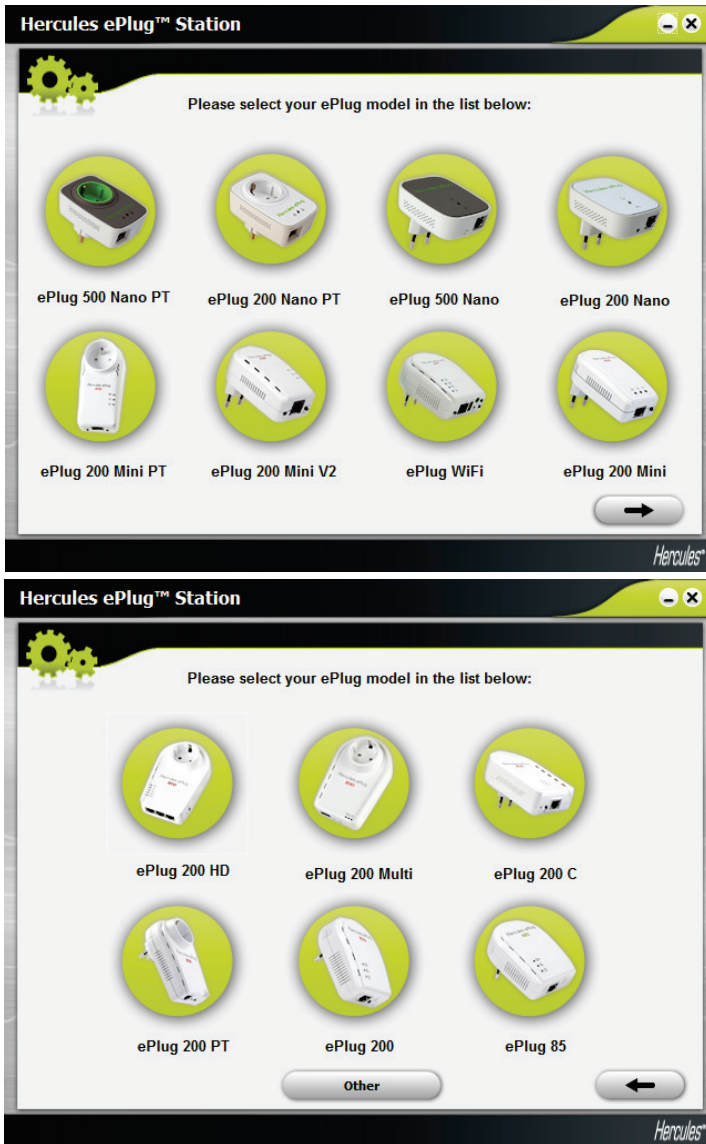 Hercules ePlug™ Station
Please select your ePlug model in the list below:
ePlug 500 Nano PT ePlug 200 Nano PT ePlug 500 Nano ePlug 200 Nano
ePlug 200 Mini PT ePlug 200 Mini V2 ePlug WiFi ePlug 200 Mini
Hercules®
Hercules ePlug™ Station
Please select your ePlug model in the list below:
ePlug 200 HD ePlug 200 Multi ePlug 200 C
ePlug 200 PT ePlug 200 ePlug 85
Other
Hercules®